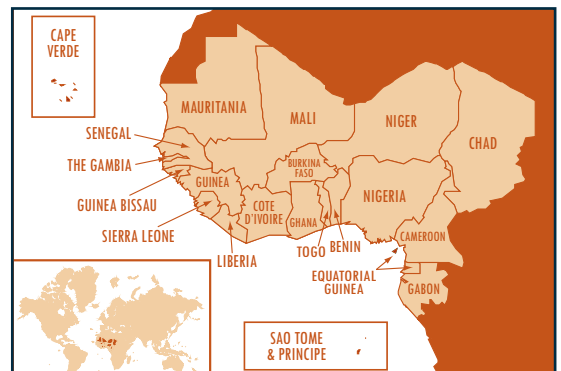 CAPE
VERDE
MAURITANIA
MALI
NIGER
CHAD
SENEGAL
THE GAMBIA
GUINEA BISSAU
GUINEA
SIERRA LEONE
LIBERIA
COTE
D'IVOIRE
BURKINA
FASO
GHANA
TOGO
BENIN
NIGERIA
CAMEROON
EQUATORIAL
GUINEA
GABON
SAO TOME
& PRINCIPE